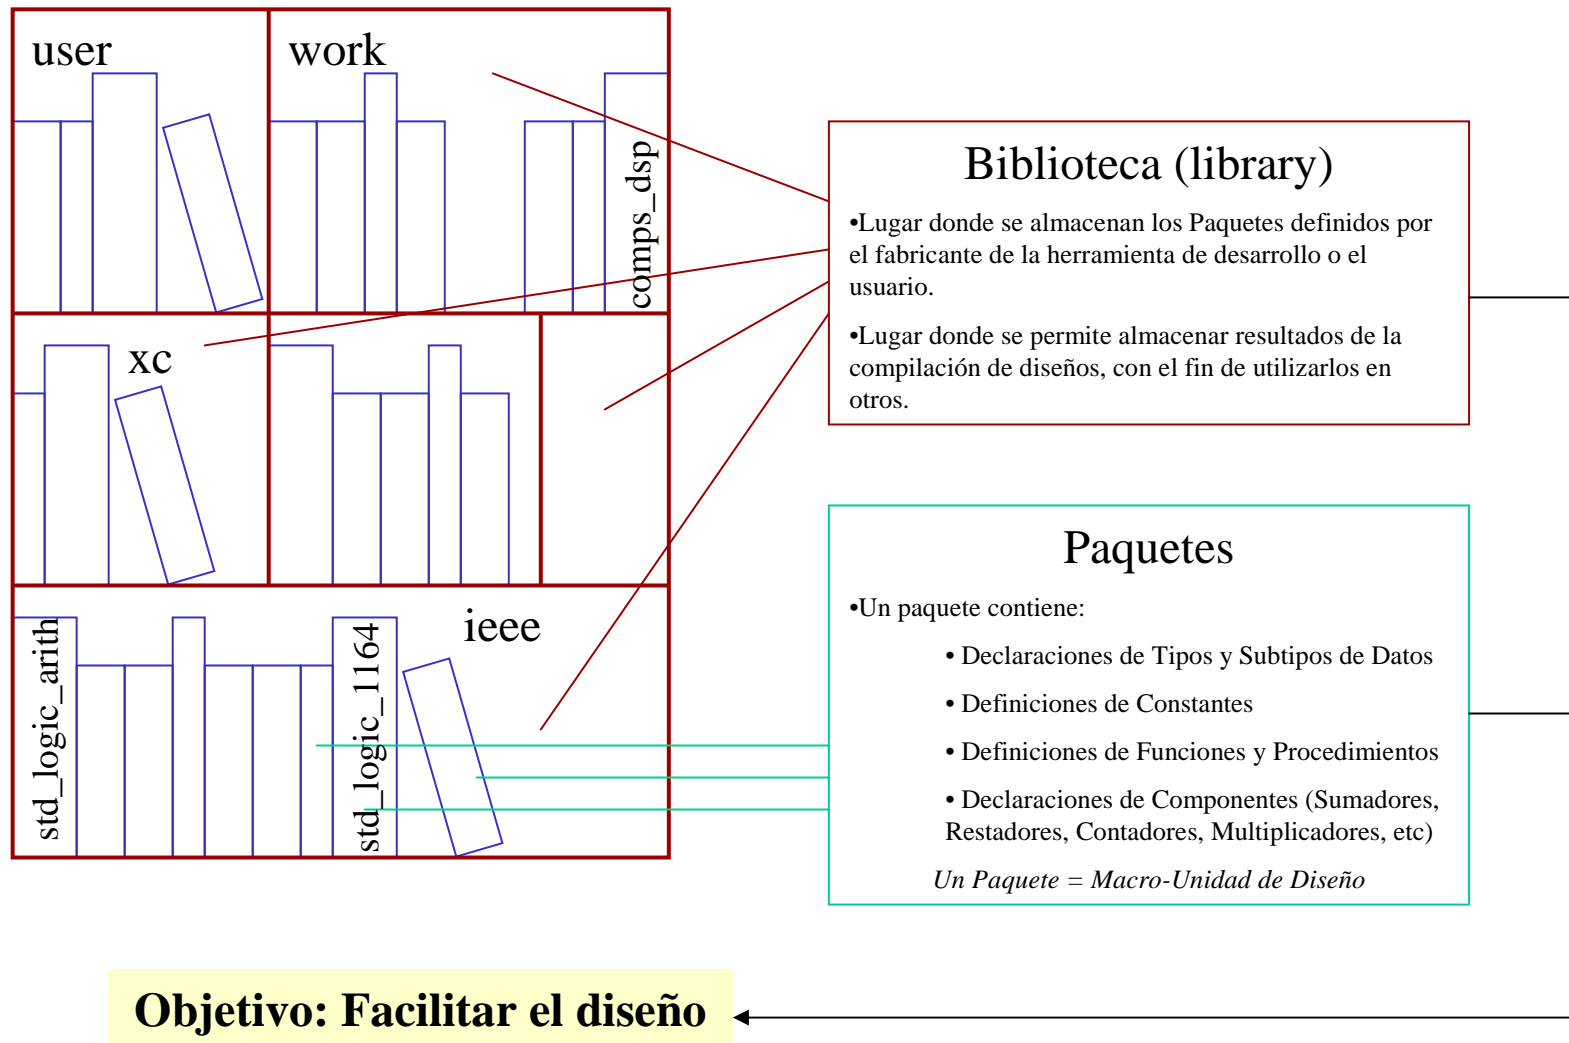 user
work
comps_dsp
xc
ieee
std_logic_arith
std_logic_1164
Biblioteca (library)
•Lugar donde se almacenan los Paquetes definidos por
el fabricante de la herramienta de desarrollo o el
usuario.
•Lugar donde se permite almacenar resultados de la
compilación de diseños, con el fin de utilizarlos en
otros.
Paquetes
•Un paquete contiene:
• Declaraciones de Tipos y Subtipos de Datos
• Definiciones de Constantes
• Definiciones de Funciones y Procedimientos
• Declaraciones de Componentes (Sumadores,
Restadores, Contadores, Multiplicadores, etc)
Un Paquete = Macro-Unidad de Diseño
Objetivo: Facilitar el diseño